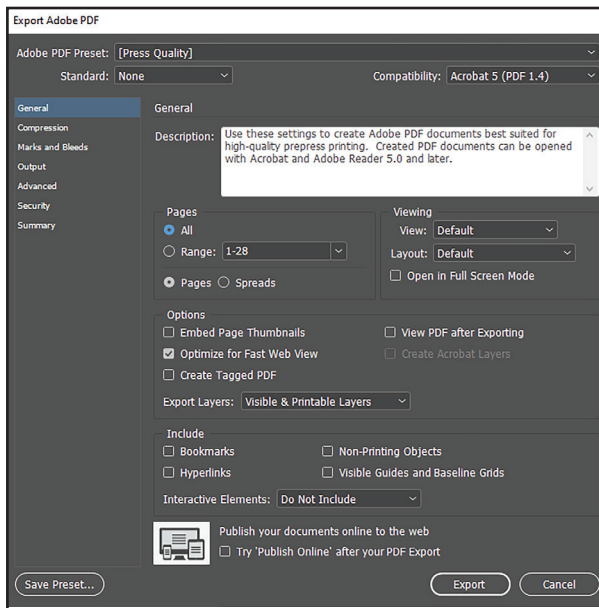 Export Adobe PDF
Adobe PDF Preset: [Press Quality]
Standard: None Compatibility: Acrobat 5 (PDF 1.4)
General
Compression
Marks and Bleeds
Output
Advanced
Security
Summary
General
Description: Use these settings to create Adobe PDF documents best suited for
high-quality prepress printing. Created PDF documents can be opened
with Acrobat and Adobe Reader 5.0 and later.
Pages
All
Range: 1-28
Pages Spreads
Viewing
View: Default
Layout: Default
Open in Full Screen Mode
Options
Embed Page Thumbnails View PDF after Exporting
Optimize for Fast Web View Create Acrobat Layers
Create Tagged PDF
Export Layers: Visible & Printable Layers
Include
Bookmarks Non-Printing Objects
Hyperlinks Visible Guides and Baseline Grids
Interactive Elements: Do Not Include
Publish your documents online to the web
Try 'Publish Online' after your PDF Export
Save Preset... Export Cancel